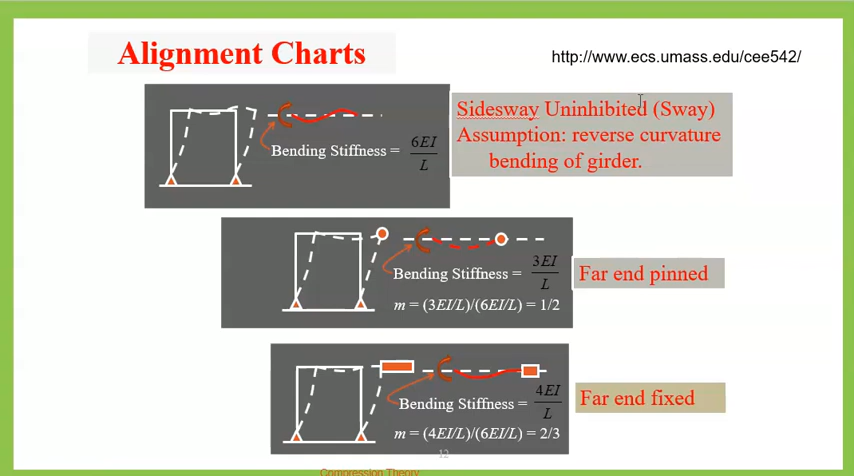 Alignment Charts
http://www.ecs.umass.edu/cee542/
Sidesway Uninhibited (Sway)
Assumption: reverse curvature
bending of girder.
Bending Stiffness = 6EI/L
Bending Stiffness = 3EI/L
m = (3EI/L)/(6EI/L) = 1/2
Far end pinned
Bending Stiffness = 4EI/L
m = (4EI/L)/(6EI/L) = 2/3
Far end fixed
12
Compression Theory